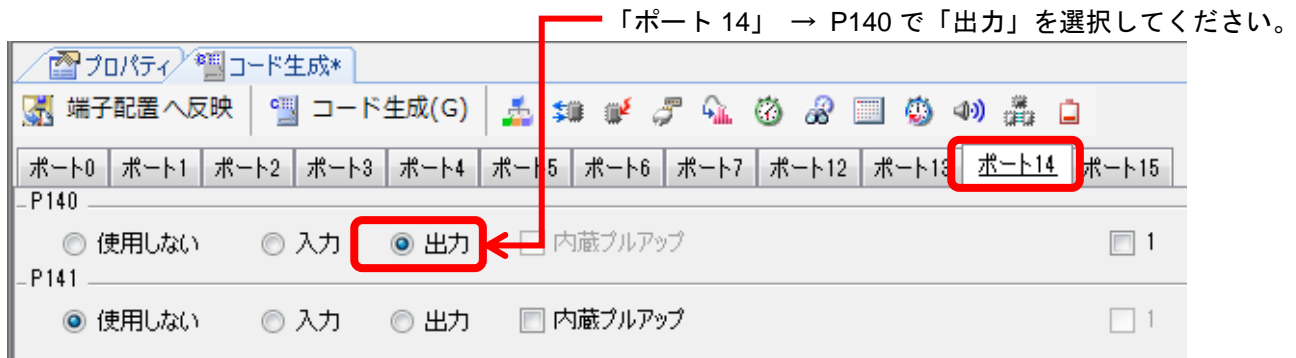 「ポート 14」 → P140 で「出力」を選択してください。
プロパティ コード生成*
端子配置へ反映 コード生成(G)
ポート0 ポート1 ポート2 ポート3 ポート4 ポート5 ポート6 ポート7 ポート12 ポート13 ポート14 ポート15
P140
使用しない 入力 出力 内蔵プルアップ 1
P141
使用しない 入力 出力 内蔵プルアップ 1